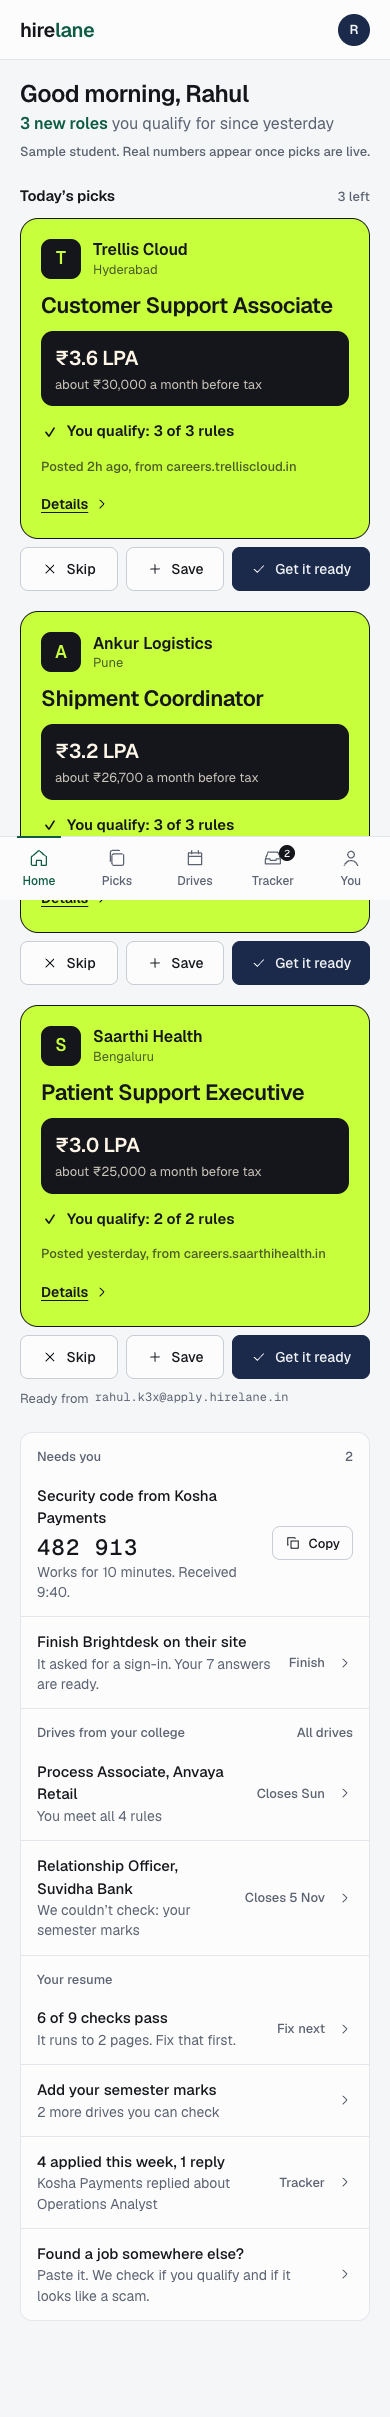 hirelane
R
Good morning, Rahul
3 new roles you qualify for since yesterday
Sample student. Real numbers appear once picks are live.
Today's picks
3 left
T
Trellis Cloud
Hyderabad
Customer Support Associate
₹3.6 LPA
about ₹30,000 a month before tax
You qualify: 3 of 3 rules
Posted 2h ago, from careers.trelliscloud.in
Details
Skip
Save
Get it ready
A
Ankur Logistics
Pune
Shipment Coordinator
₹3.2 LPA
about ₹26,700 a month before tax
You qualify: 3 of 3 rules
Home
Picks
Drives
2
Tracker
You
Details
Skip
Save
Get it ready
S
Saarthi Health
Bengaluru
Patient Support Executive
₹3.0 LPA
about ₹25,000 a month before tax
You qualify: 2 of 2 rules
Posted yesterday, from careers.saarthihealth.in
Details
Skip
Save
Get it ready
Ready from rahul.k3x@apply.hirelane.in
Needs you
2
Security code from Kosha
Payments
482 913
Works for 10 minutes. Received
9:40.
Copy
Finish Brightdesk on their site
It asked for a sign-in. Your 7 answers
are ready.
Finish
Drives from your college
All drives
Process Associate, Anvaya
Retail
You meet all 4 rules
Closes Sun
Relationship Officer,
Suvidha Bank
We couldn't check: your
semester marks
Closes 5 Nov
Your resume
6 of 9 checks pass
It runs to 2 pages. Fix that first.
Fix next
Add your semester marks
2 more drives you can check
4 applied this week, 1 reply
Kosha Payments replied about
Operations Analyst
Tracker
Found a job somewhere else?
Paste it. We check if you qualify and if it
looks like a scam.